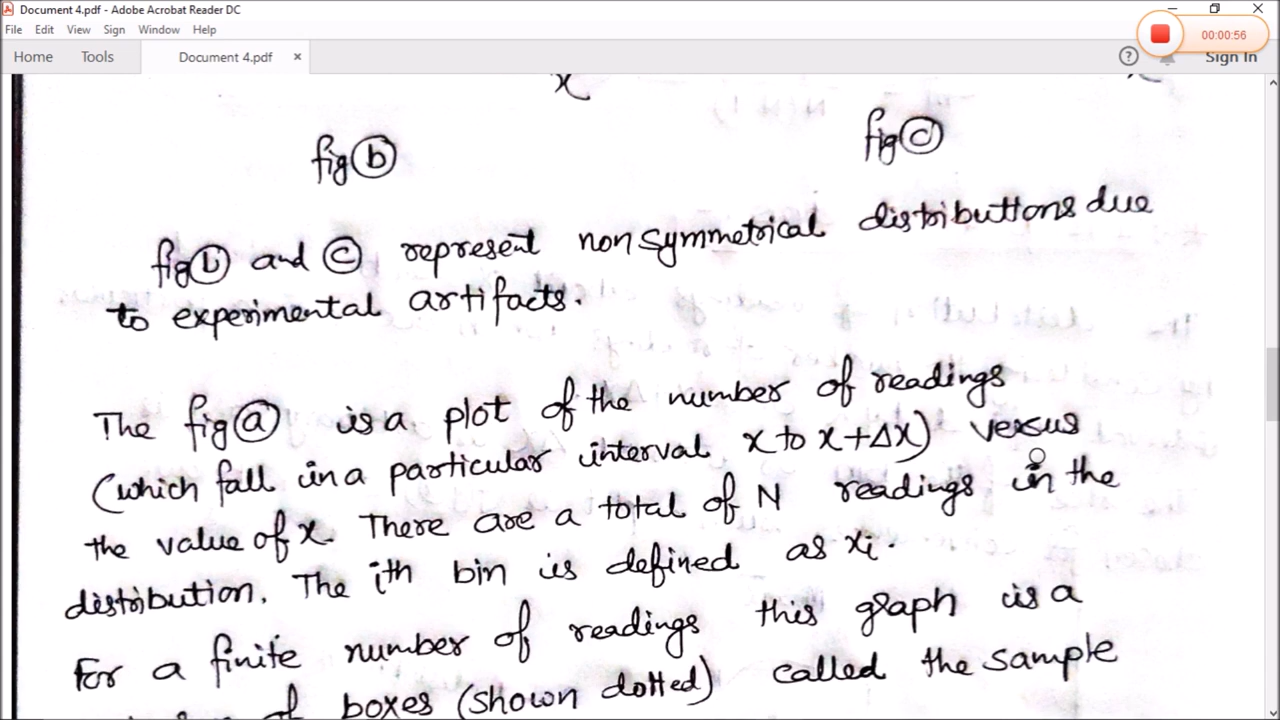 Document 4.pdf - Adobe Acrobat Reader DC
File Edit View Sign Window Help
00:00:56
Home Tools Document 4.pdf × Sign In
x x
fig ⓑ fig ⓒ
fig ⓑ and ⓒ represent nonsymmetrical distributions due
to experimental artifacts.
The fig ⓐ is a plot of the number of readings
(which fall in a particular interval x to x+Δx) versus
the value of x. There are a total of N readings in the
distribution. The ith bin is defined as xi.
For a finite number of readings this graph is a
of boxes (shown dotted) called the sample